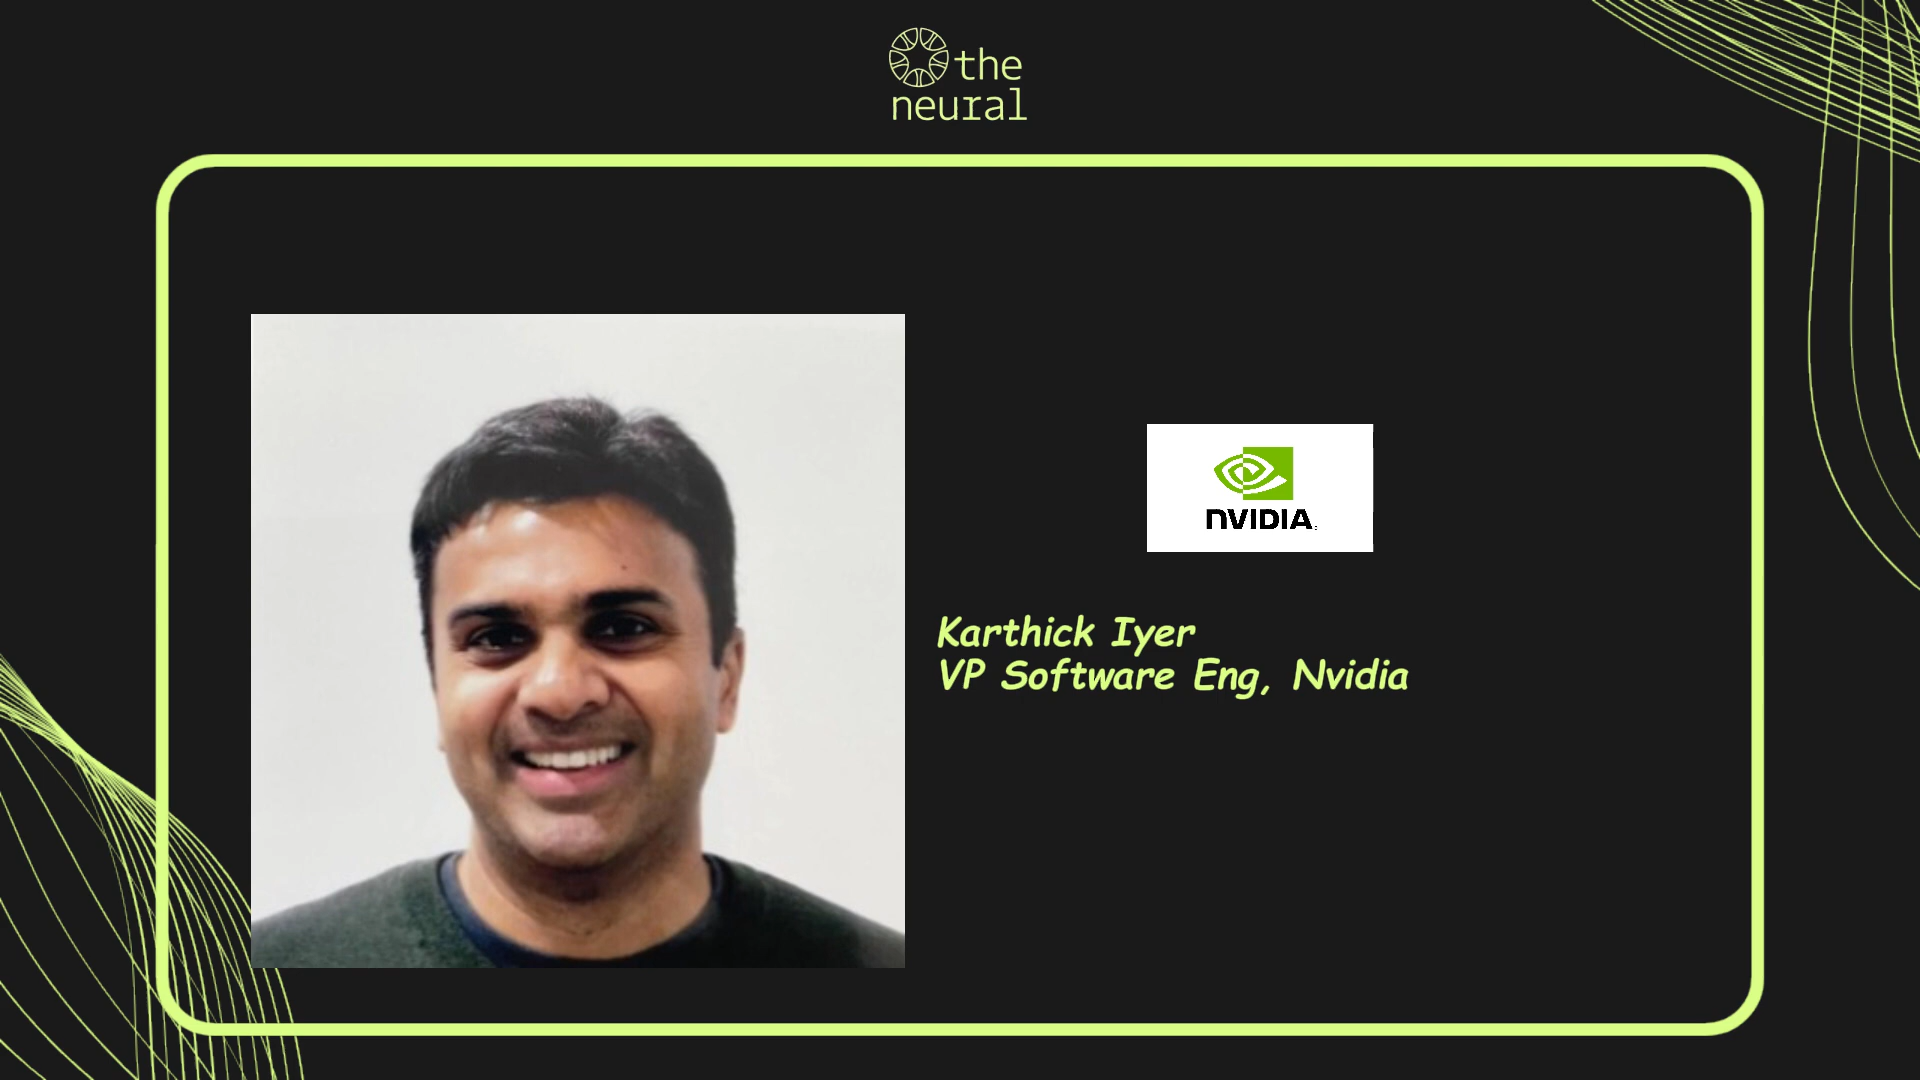 the
neural
NVIDIA.
Karthick Iyer
VP Software Eng, Nvidia